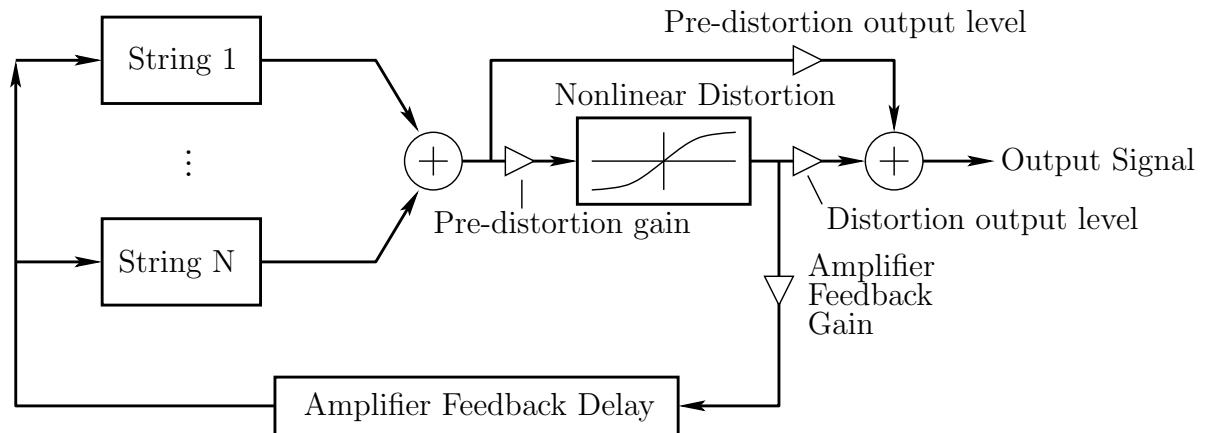 Pre-distortion output level
String 1
Nonlinear Distortion
⋮
+
+
Output Signal
Pre-distortion gain
Distortion output level
String N
Amplifier
Feedback
Gain
Amplifier Feedback Delay